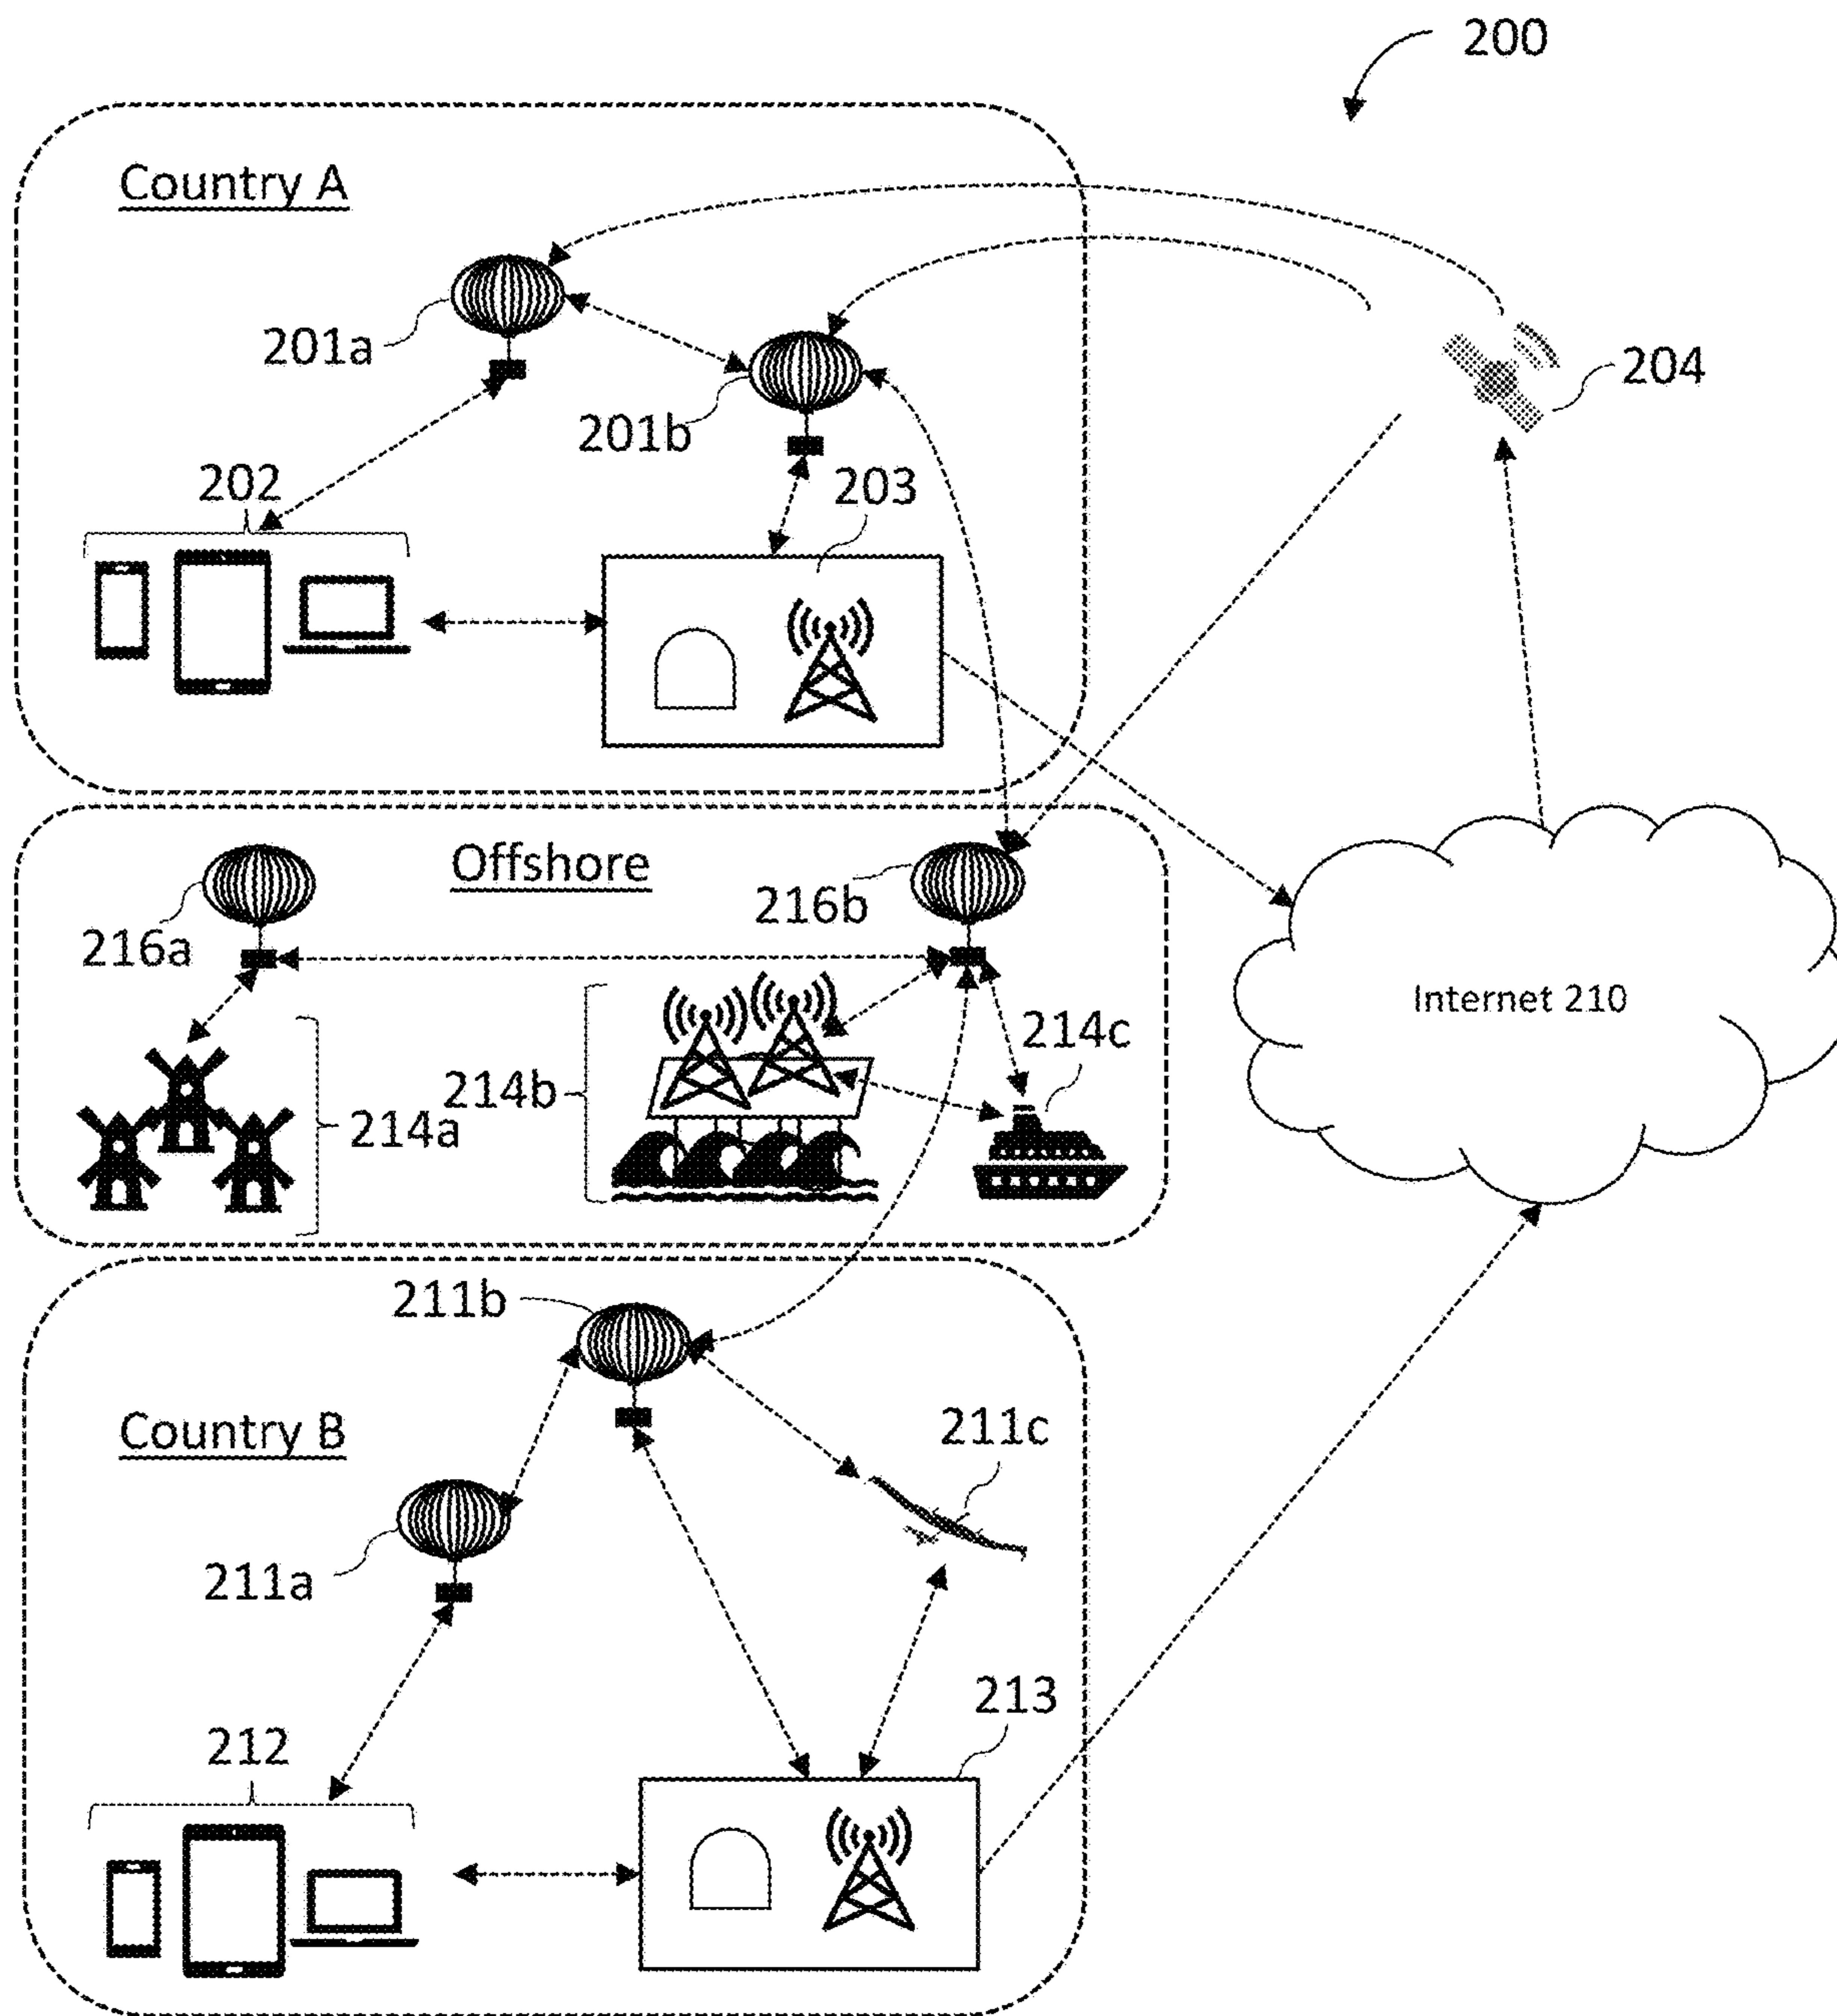 200
Country A
201a
204
201b
202
203
Offshore
216b
216a
Internet 210
214c
214b
214a
211b
Country B
211c
211a
213
212